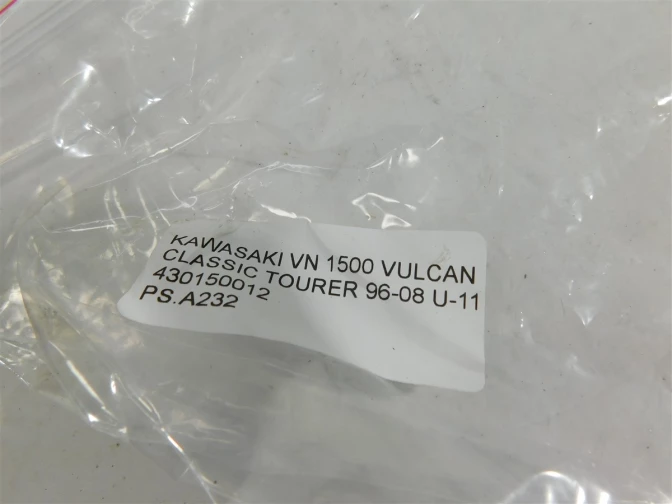 KAWASAKI VN 1500 VULCAN
CLASSIC TOURER 96-08 U-11
430150012
PS.A232